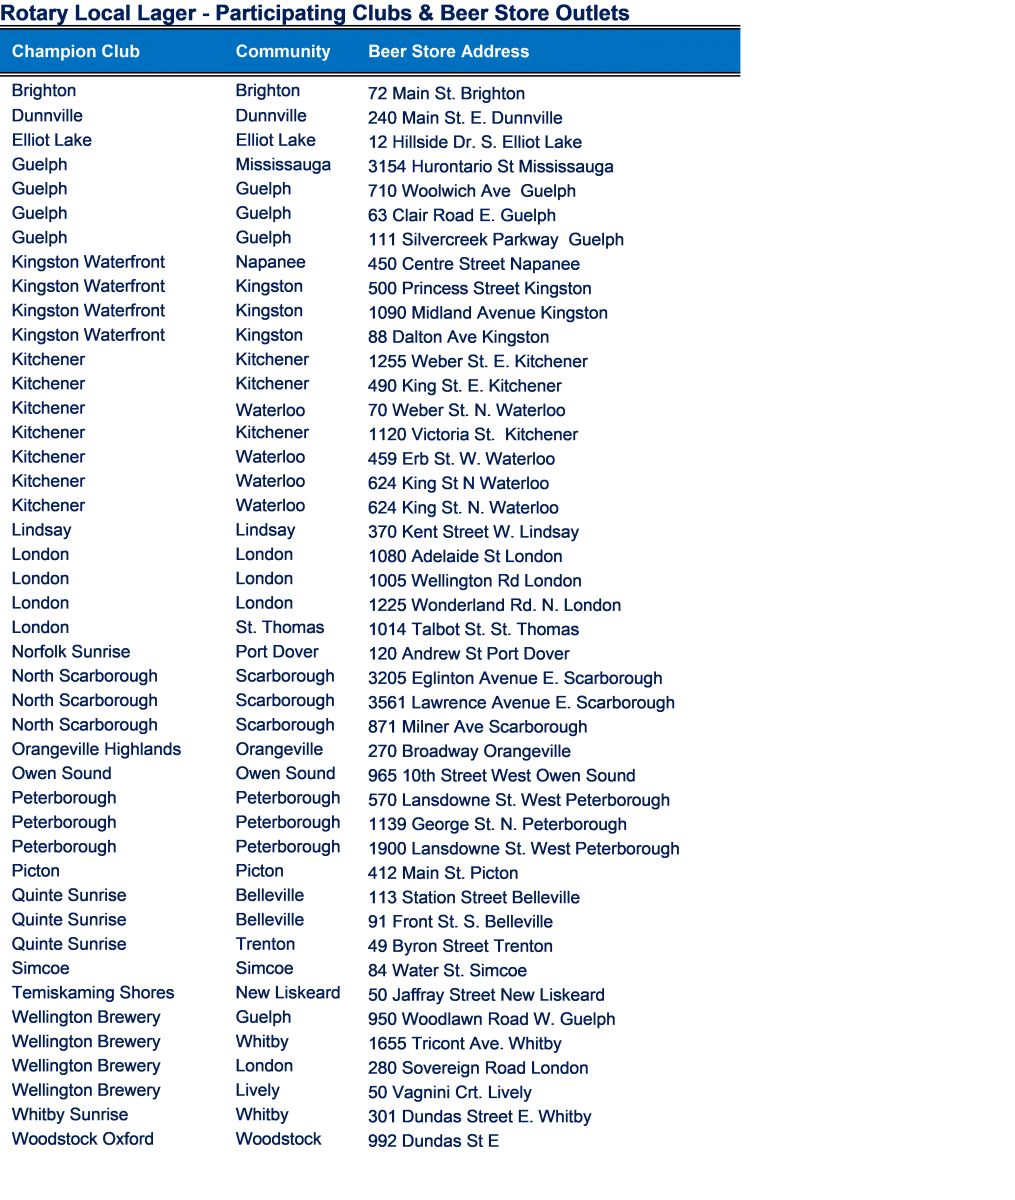 Rotary Local Lager - Participating Clubs & Beer Store Outlets
Champion Club Community Beer Store Address
Brighton Brighton 72 Main St. Brighton
Dunnville Dunnville 240 Main St. E. Dunnville
Elliot Lake Elliot Lake 12 Hillside Dr. S. Elliot Lake
Guelph Mississauga 3154 Hurontario St Mississauga
Guelph Guelph 710 Woolwich Ave  Guelph
Guelph Guelph 63 Clair Road E. Guelph
Guelph Guelph 111 Silvercreek Parkway  Guelph
Kingston Waterfront Napanee 450 Centre Street Napanee
Kingston Waterfront Kingston 500 Princess Street Kingston
Kingston Waterfront Kingston 1090 Midland Avenue Kingston
Kingston Waterfront Kingston 88 Dalton Ave Kingston
Kitchener Kitchener 1255 Weber St. E. Kitchener
Kitchener Kitchener 490 King St. E. Kitchener
Kitchener Waterloo 70 Weber St. N. Waterloo
Kitchener Kitchener 1120 Victoria St.  Kitchener
Kitchener Waterloo 459 Erb St. W. Waterloo
Kitchener Waterloo 624 King St N Waterloo
Kitchener Waterloo 624 King St. N. Waterloo
Lindsay Lindsay 370 Kent Street W. Lindsay
London London 1080 Adelaide St London
London London 1005 Wellington Rd London
London London 1225 Wonderland Rd. N. London
London St. Thomas 1014 Talbot St. St. Thomas
Norfolk Sunrise Port Dover 120 Andrew St Port Dover
North Scarborough Scarborough 3205 Eglinton Avenue E. Scarborough
North Scarborough Scarborough 3561 Lawrence Avenue E. Scarborough
North Scarborough Scarborough 871 Milner Ave Scarborough
Orangeville Highlands Orangeville 270 Broadway Orangeville
Owen Sound Owen Sound 965 10th Street West Owen Sound
Peterborough Peterborough 570 Lansdowne St. West Peterborough
Peterborough Peterborough 1139 George St. N. Peterborough
Peterborough Peterborough 1900 Lansdowne St. West Peterborough
Picton Picton 412 Main St. Picton
Quinte Sunrise Belleville 113 Station Street Belleville
Quinte Sunrise Belleville 91 Front St. S. Belleville
Quinte Sunrise Trenton 49 Byron Street Trenton
Simcoe Simcoe 84 Water St. Simcoe
Temiskaming Shores New Liskeard 50 Jaffray Street New Liskeard
Wellington Brewery Guelph 950 Woodlawn Road W. Guelph
Wellington Brewery Whitby 1655 Tricont Ave. Whitby
Wellington Brewery London 280 Sovereign Road London
Wellington Brewery Lively 50 Vagnini Crt. Lively
Whitby Sunrise Whitby 301 Dundas Street E. Whitby
Woodstock Oxford Woodstock 992 Dundas St E